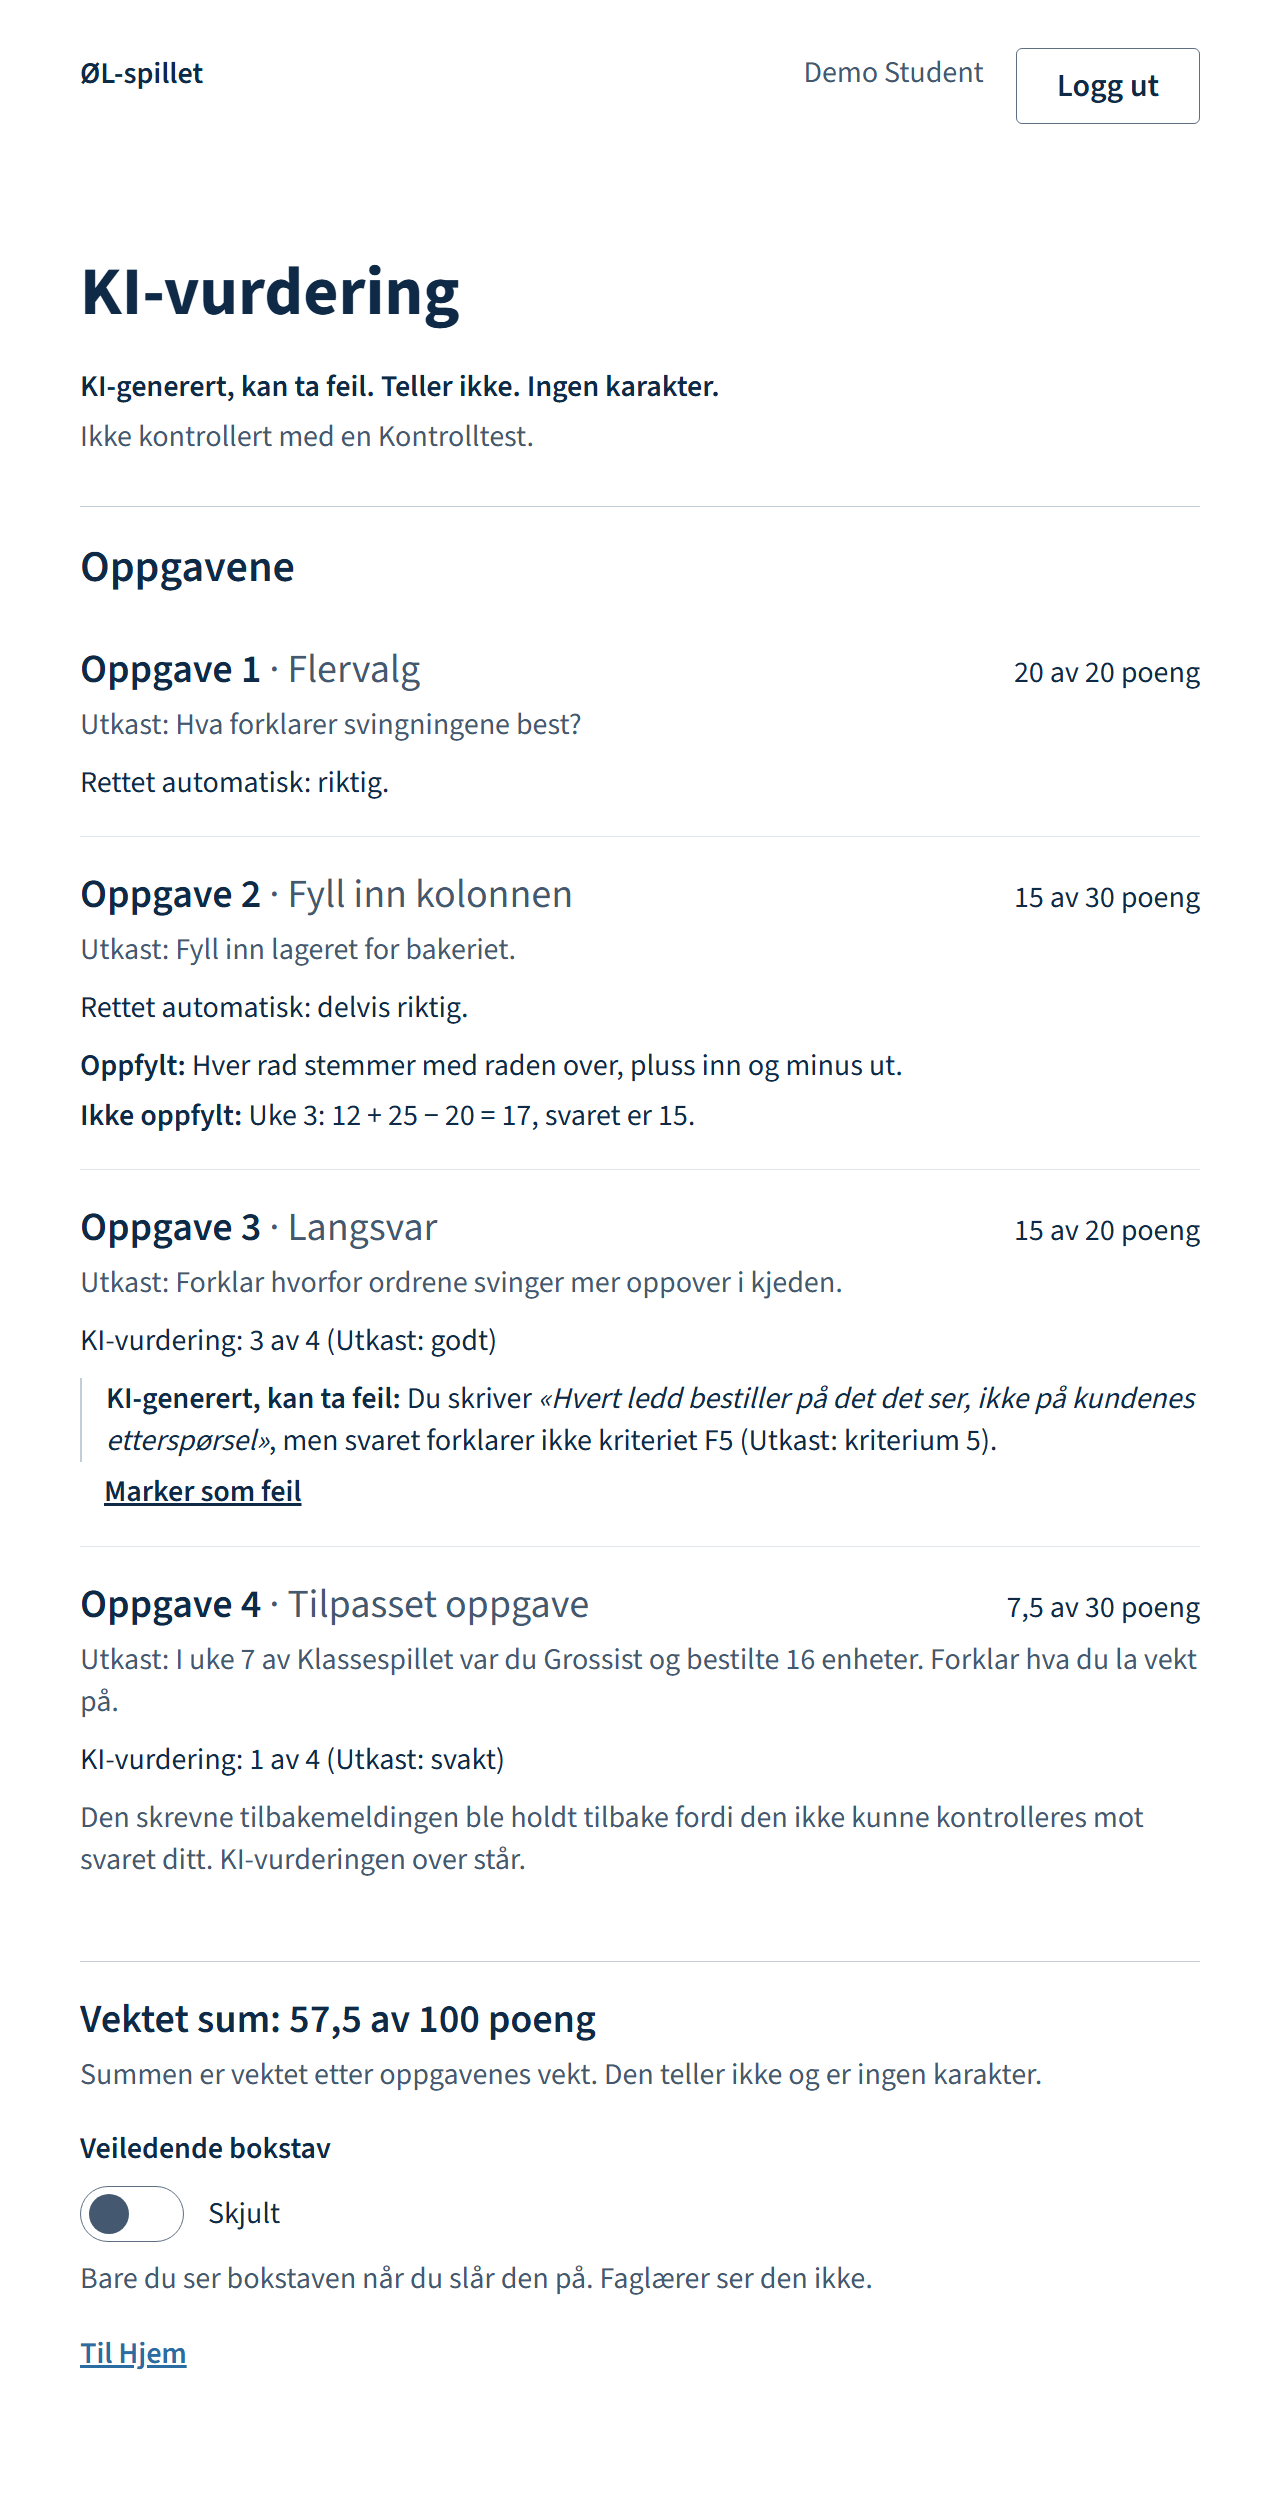 ØL-spillet
Demo Student
Logg ut
KI-vurdering
KI-generert, kan ta feil. Teller ikke. Ingen karakter.
Ikke kontrollert med en Kontrolltest.
Oppgavene
Oppgave 1 · Flervalg
20 av 20 poeng
Utkast: Hva forklarer svingningene best?
Rettet automatisk: riktig.
Oppgave 2 · Fyll inn kolonnen
15 av 30 poeng
Utkast: Fyll inn lageret for bakeriet.
Rettet automatisk: delvis riktig.
Oppfylt: Hver rad stemmer med raden over, pluss inn og minus ut.
Ikke oppfylt: Uke 3: 12 + 25 − 20 = 17, svaret er 15.
Oppgave 3 · Langsvar
15 av 20 poeng
Utkast: Forklar hvorfor ordrene svinger mer oppover i kjeden.
KI-vurdering: 3 av 4 (Utkast: godt)
KI-generert, kan ta feil: Du skriver «Hvert ledd bestiller på det det ser, ikke på kundenes
etterspørsel», men svaret forklarer ikke kriteriet F5 (Utkast: kriterium 5).
Marker som feil
Oppgave 4 · Tilpasset oppgave
7,5 av 30 poeng
Utkast: I uke 7 av Klassespillet var du Grossist og bestilte 16 enheter. Forklar hva du la vekt
på.
KI-vurdering: 1 av 4 (Utkast: svakt)
Den skrevne tilbakemeldingen ble holdt tilbake fordi den ikke kunne kontrolleres mot
svaret ditt. KI-vurderingen over står.
Vektet sum: 57,5 av 100 poeng
Summen er vektet etter oppgavenes vekt. Den teller ikke og er ingen karakter.
Veiledende bokstav
Skjult
Bare du ser bokstaven når du slår den på. Faglærer ser den ikke.
Til Hjem